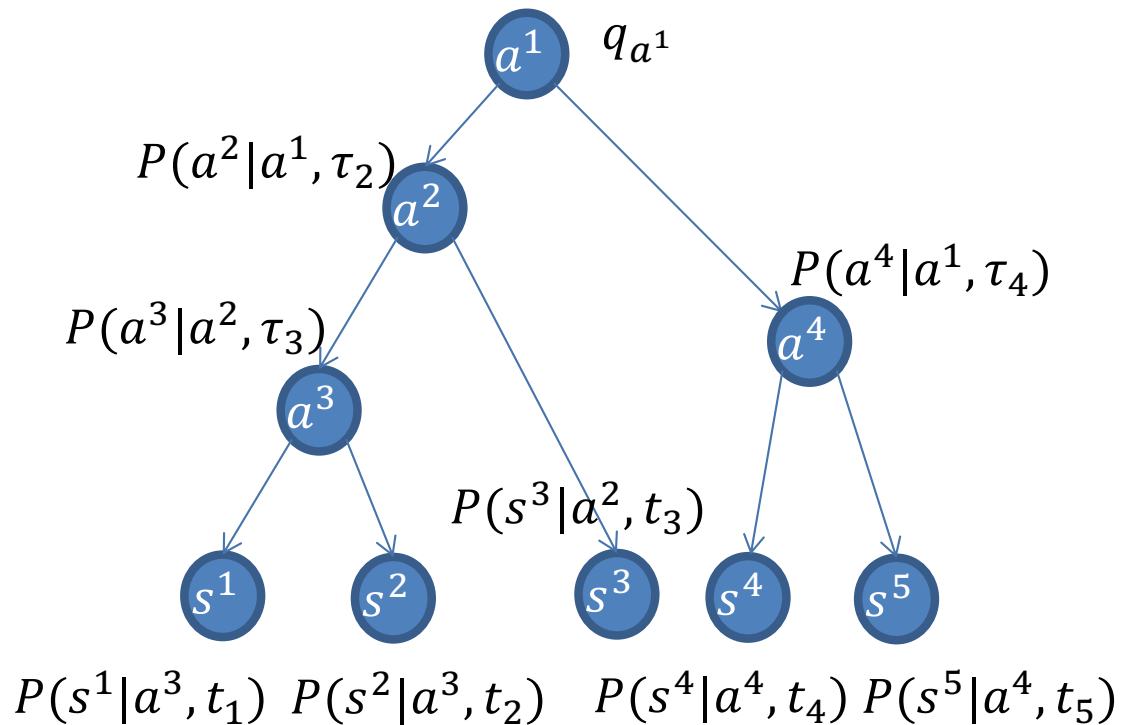 a¹
q_{a¹}
P(a²|a¹, τ₂)
a²
P(a⁴|a¹, τ₄)
P(a³|a², τ₃)
a⁴
a³
P(s³|a², t₃)
s¹ s² s³ s⁴ s⁵
P(s¹|a³, t₁) P(s²|a³, t₂) P(s⁴|a⁴, t₄) P(s⁵|a⁴, t₅)